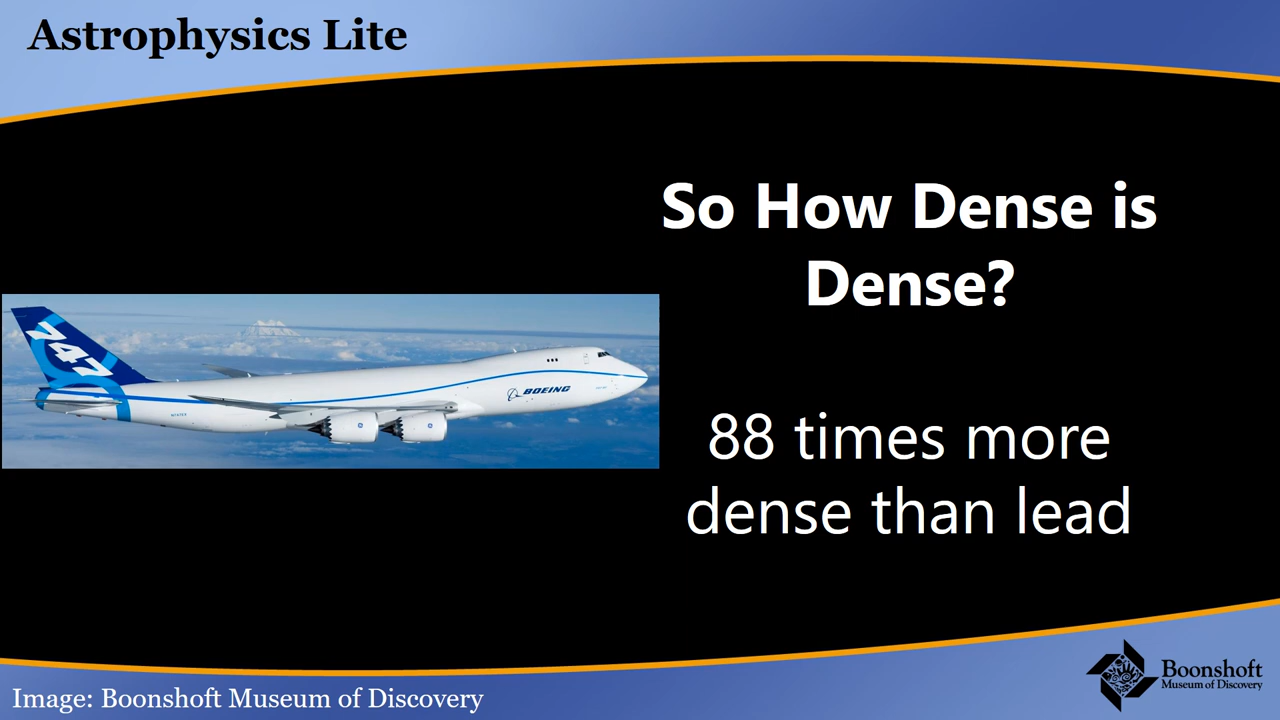 Astrophysics Lite
So How Dense is
Dense?
747
BOEING
88 times more
dense than lead
Image: Boonshoft Museum of Discovery
Boonshoft
Museum of Discovery